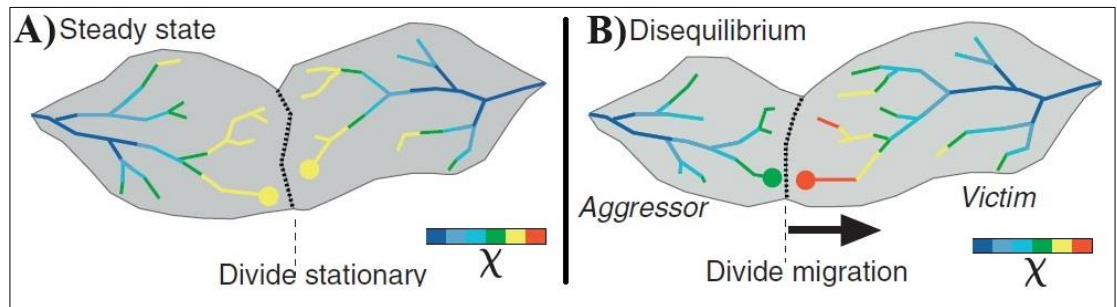 A) Steady state
χ
Divide stationary
B) Disequilibrium
Aggressor
Victim
χ
Divide migration